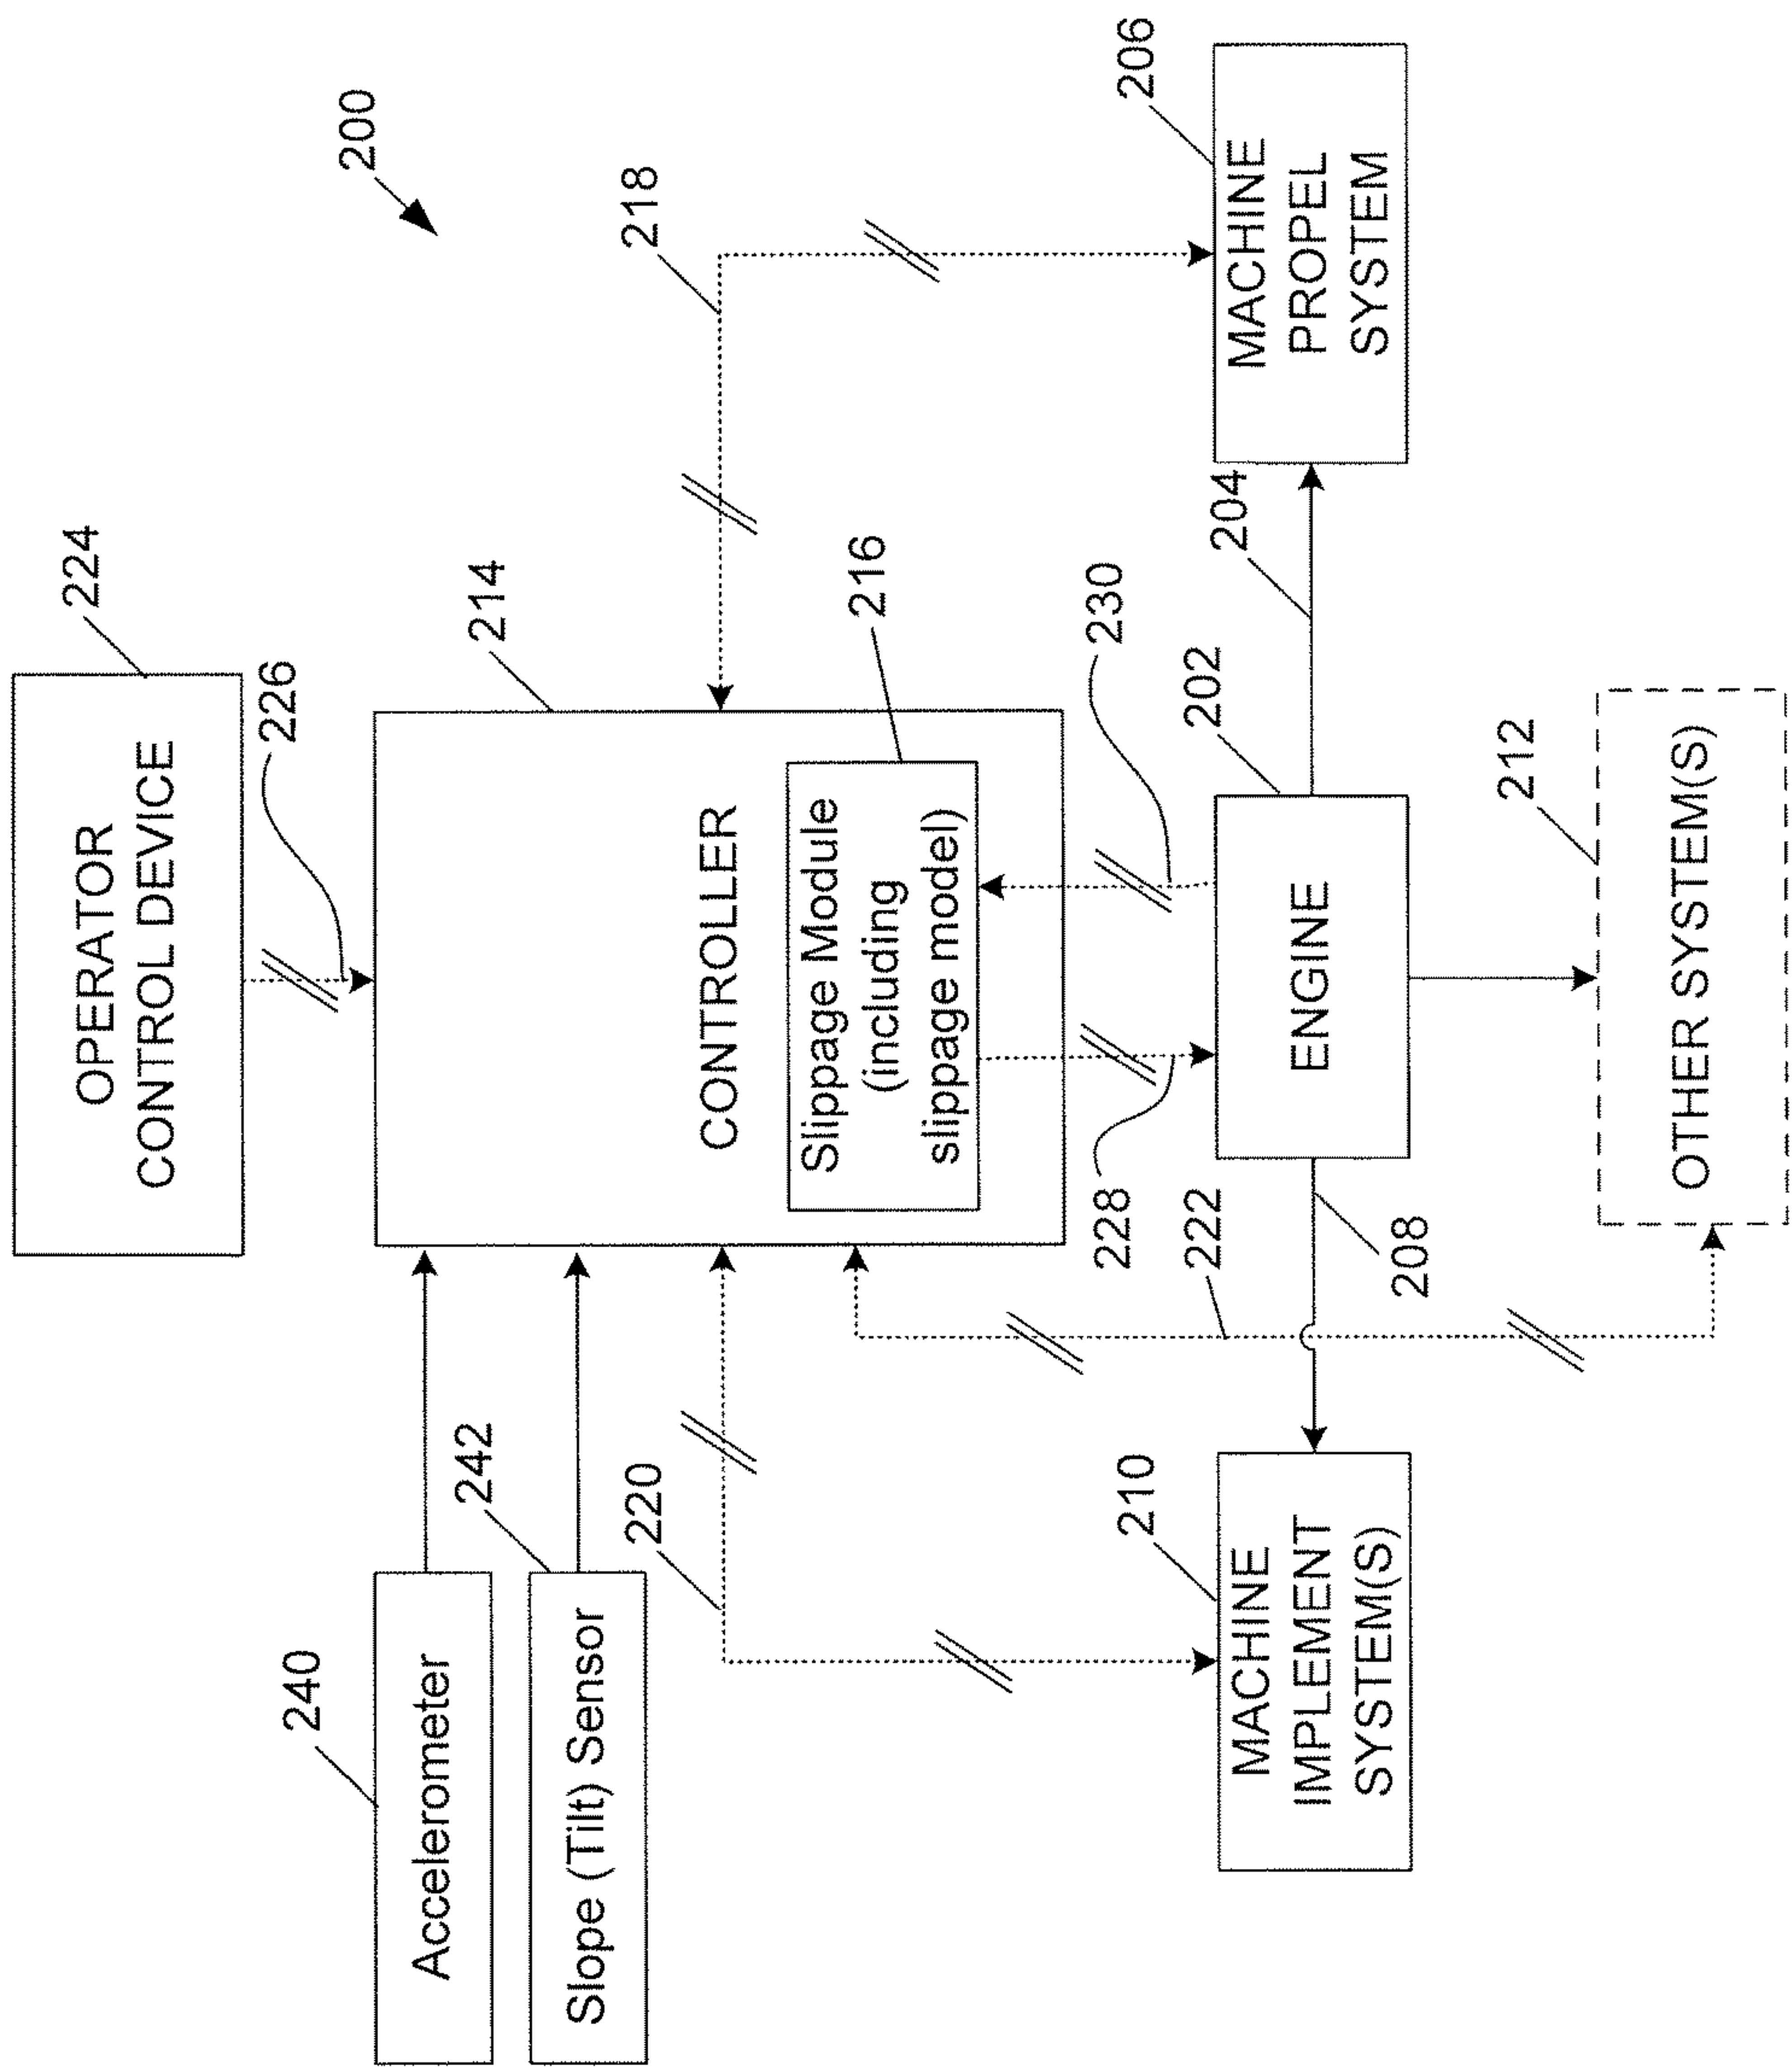 200
224
OPERATOR
CONTROL DEVICE
226
240
Accelerometer
242
Slope (Tilt) Sensor
214
CONTROLLER
216
Slippage Module
(including
slippage model)
218
220
222
228
230
202
ENGINE
204
206
MACHINE
PROPEL
SYSTEM
208
210
MACHINE
IMPLEMENT
SYSTEM(S)
212
OTHER SYSTEM(S)